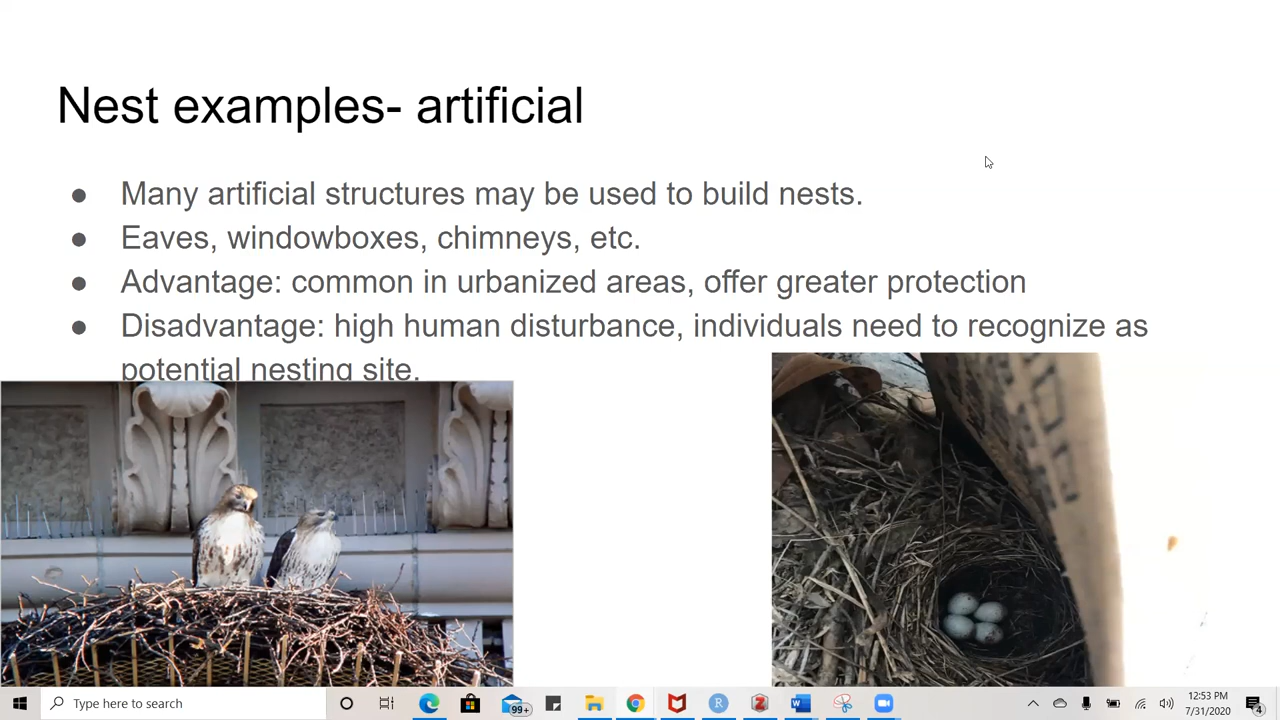 Nest examples- artificial
● Many artificial structures may be used to build nests.
● Eaves, windowboxes, chimneys, etc.
● Advantage: common in urbanized areas, offer greater protection
● Disadvantage: high human disturbance, individuals need to recognize as
potential nesting site.
Type here to search
99+
R
Z
W
12:53 PM
7/31/2020
4